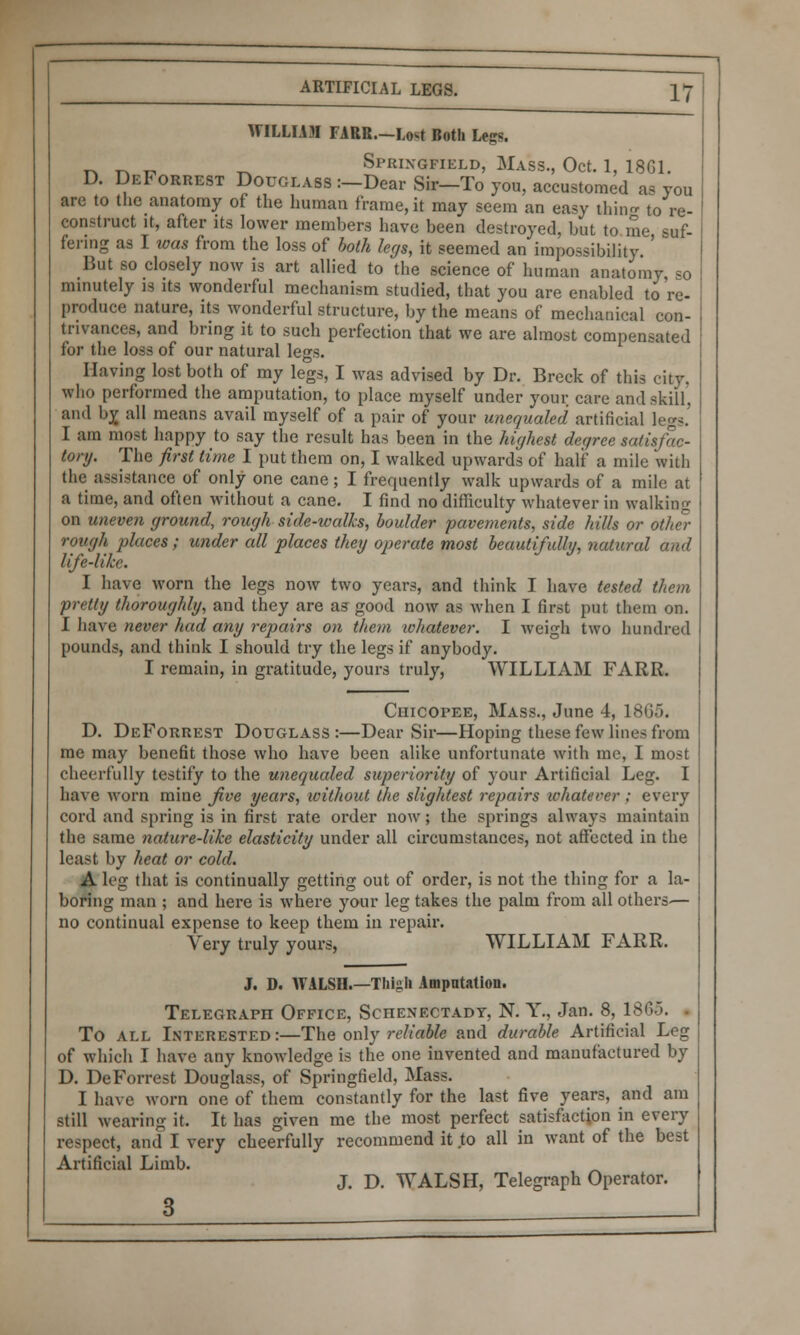 ARTIFICIAL LEGS. 17
WILLIAM FARR.—Lost Both Legs.
SPRINGFIELD, MASS., Oct. 1, 1861.
D. DEFORREST DOUGLASS :—Dear Sir—To you, accustomed as you
are to the anatomy of the human frame, it may seem an easy thing to re-
construct it, after its lower members have been destroyed, but to me, suf-
fering as I was from the loss of both legs, it seemed an impossibility.
But so closely now is art allied to the science of human anatomy, so
minutely is its wonderful mechanism studied, that you are enabled to re-
produce nature, its wonderful structure, by the means of mechanical con-
trivances, and bring it to such perfection that we are almost compensated
for the loss of our natural legs.
Having lost both of my legs, I was advised by Dr. Breck of this city,
who performed the amputation, to place myself under your care and skill,
and by all means avail myself of a pair of your unequaled artificial legs.
I am most happy to say the result has been in the highest degree satisfac-
tory. The first time I put them on, I walked upwards of half a mile with
the assistance of only one cane; I frequently walk upwards of a mile at
a time, and often without a cane. I find no difficulty whatever in walking
on uneven ground, rough side-walks, boulder pavements, side hills or other
rough places; under all places they operate most beautifully, natural and
life-like.
I have worn the legs now two years, and think I have tested them
pretty thoroughly, and they are as good now as when I first put them on.
I have never had any repairs on them whatever. I weigh two hundred
pounds, and think I should try the legs if anybody.
I remain, in gratitude, yours truly, WILLIAM FARR.
CHICOPEE, MASS., June 4, 1865.
D. DEFORREST DOUGLASS :—Dear Sir—Hoping these few lines from
me may benefit those who have been alike unfortunate with me, I most
cheerfully testify to the unequaled superiority of your Artificial Leg. I
have worn mine five years, without the slightest repairs whatever; every
cord and spring is in first rate order now; the springs always maintain
the same nature-like elasticity under all circumstances, not affected in the
least by heat or cold.
A leg that is continually getting out of order, is not the thing for a la-
boring man; and here is where your leg takes the palm from all others—
no continual expense to keep them in repair.
Very truly yours, WILLIAM FARR.
J. D. WALSH.—Thigh Amputation.
TELEGRAPH OFFICE, SCHENECTADY, N. Y., Jan. 8, 1865.
TO ALL INTERESTED:—The only reliable and durable Artificial Leg
of which I have any knowledge is the one invented and manufactured by
D. DeForrest Douglass, of Springfield, Mass.
I have worn one of them constantly for the last five years, and am
still wearing it. It has given me the most perfect satisfaction in every
respect, and I very cheerfully recommend it to all in want of the best
Artificial Limb.
J. D. WALSH, Telegraph Operator.
3